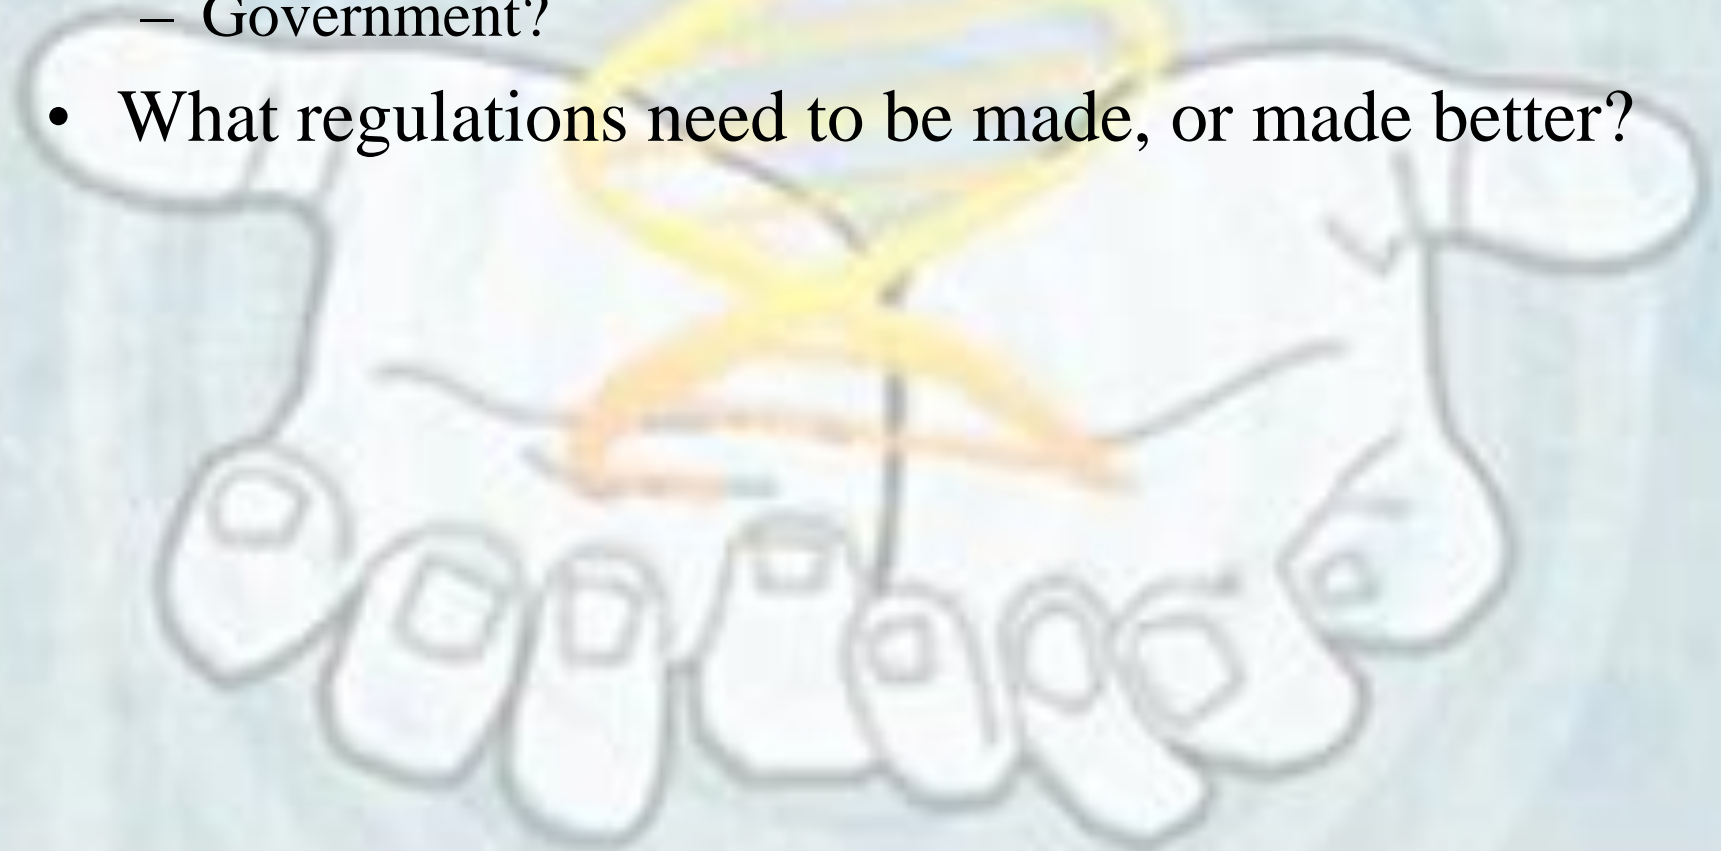 – Government?
• What regulations need to be made, or made better?